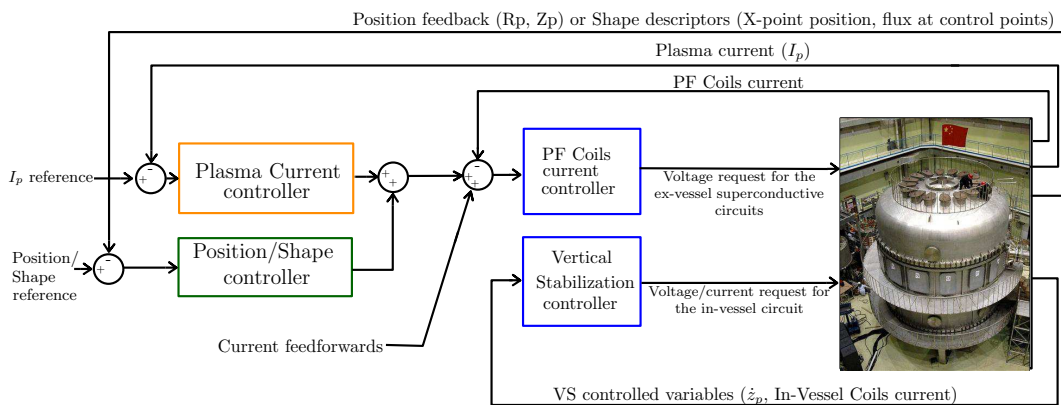 Position feedback (Rp, Zp) or Shape descriptors (X-point position, flux at control points)
Plasma current (I_p)
PF Coils current
I_p reference
+
-
Plasma Current
controller
+
+
+
+
-
PF Coils
current
controller
Voltage request for the
ex-vessel superconductive
circuits
Position/
Shape
reference
+
-
Position/Shape
controller
Vertical
Stabilization
controller
Voltage/current request for
the in-vessel circuit
Current feedforwards
VS controlled variables (ż_p, In-Vessel Coils current)